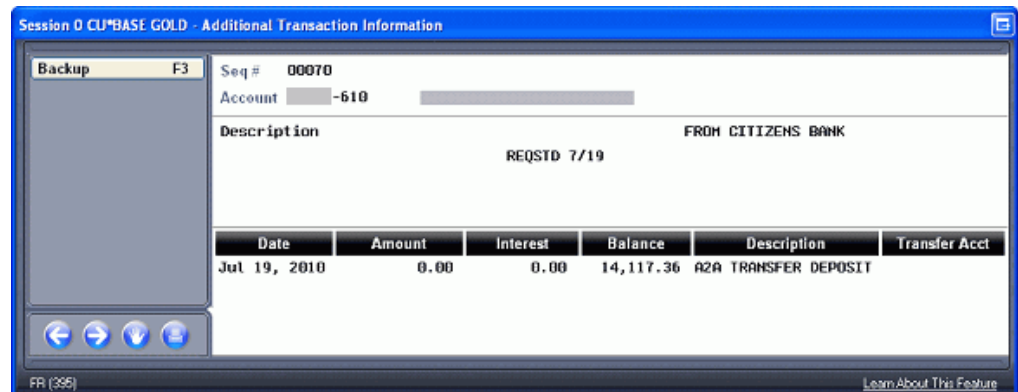 Session 0 CU*BASE GOLD - Additional Transaction Information
Backup F3
Seq # 00070
Account -610
Description FROM CITIZENS BANK
REQSTD 7/19
Date Amount Interest Balance Description Transfer Acct
Jul 19, 2010 0.00 0.00 14,117.36 A2A TRANSFER DEPOSIT
FR (395) Learn About This Feature